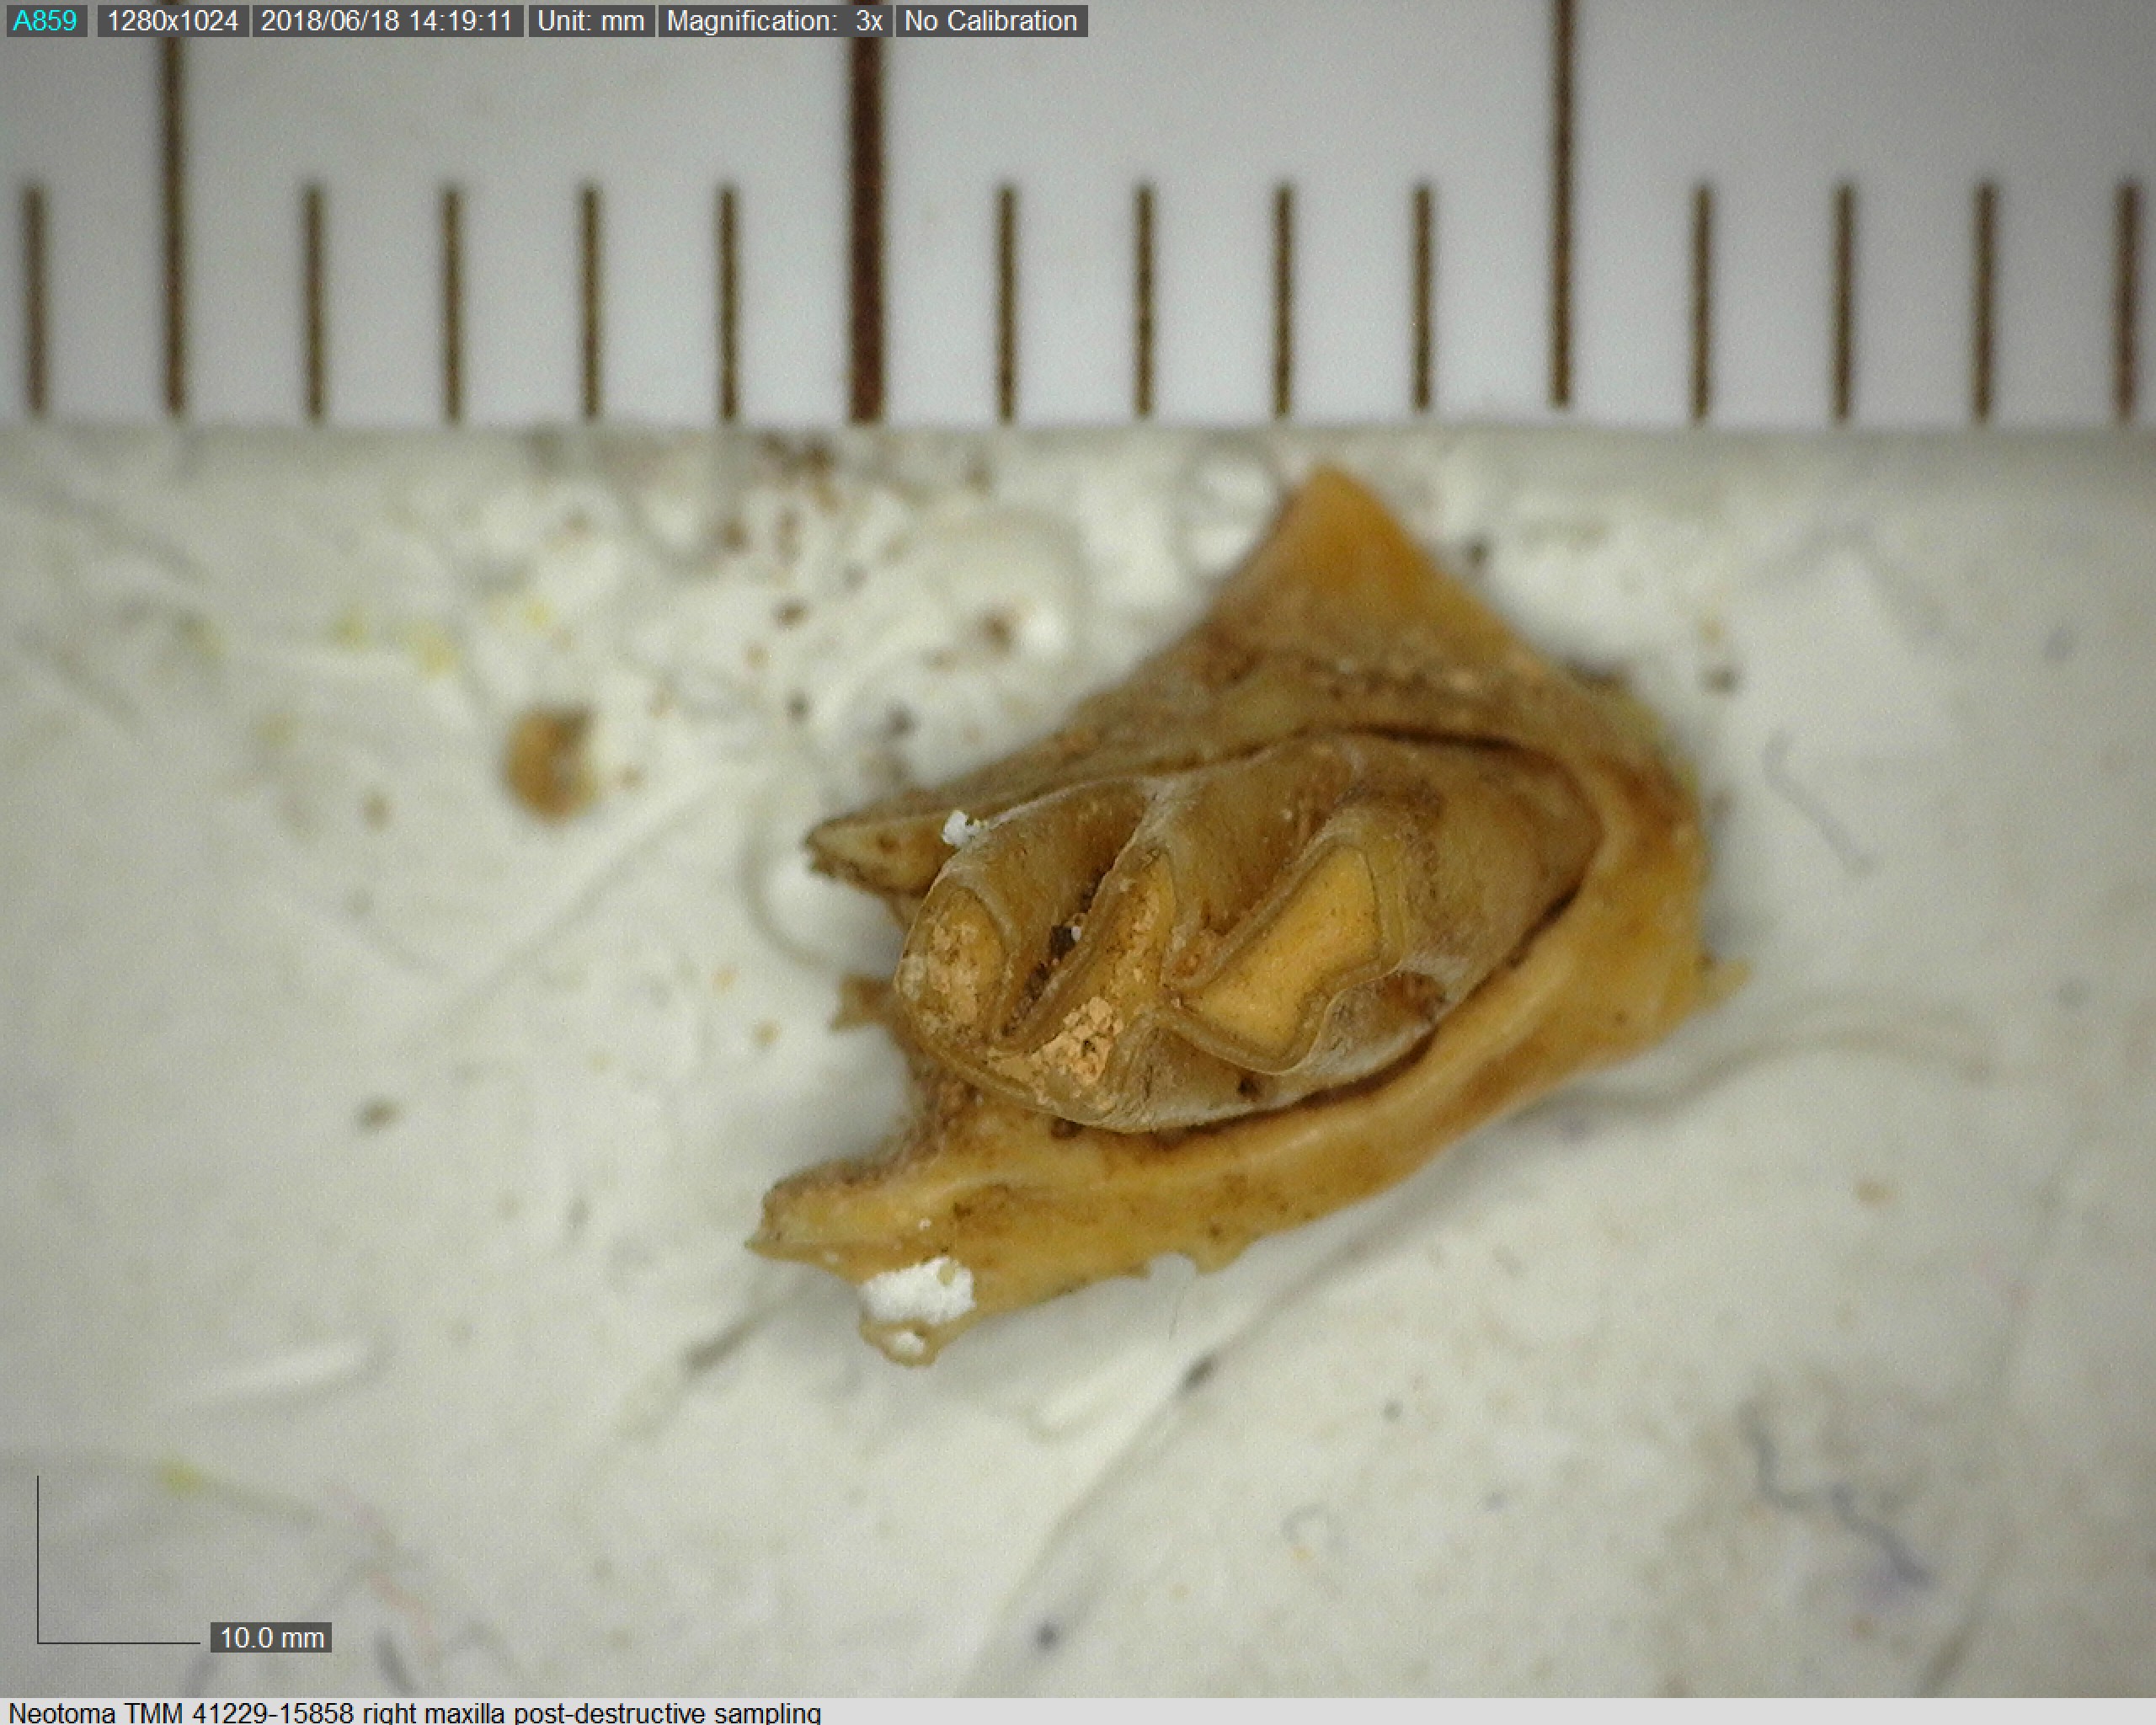 A859 1280x1024 2018/06/18 14:19:11 Unit: mm Magnification: 3x No Calibration
10.0 mm
Neotoma TMM 41229-15858 right maxilla post-destructive sampling